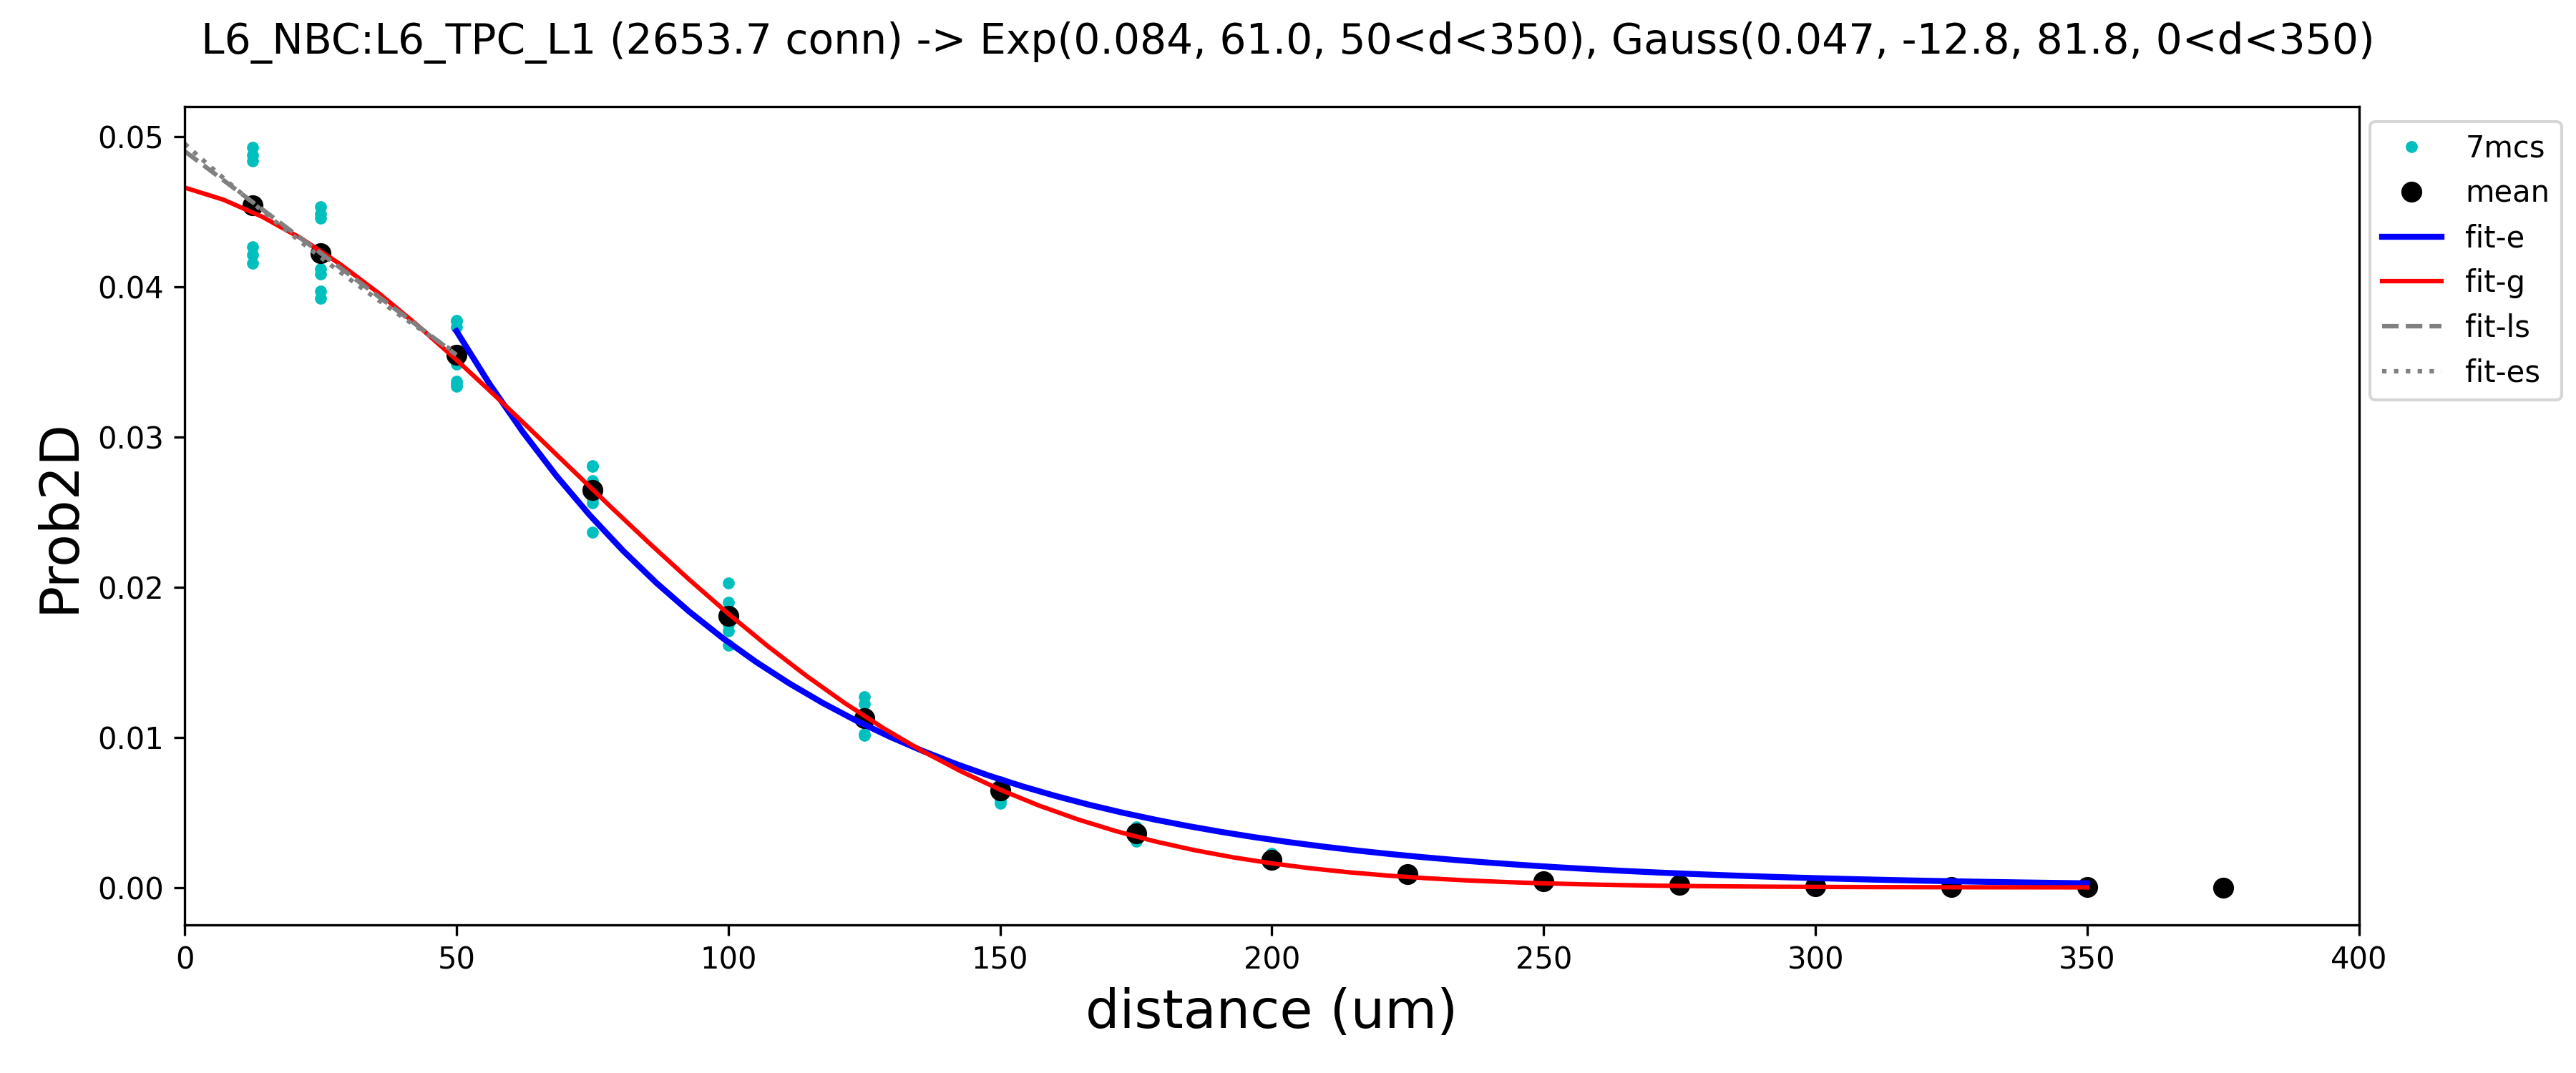 L6_NBC:L6_TPC_L1 (2653.7 conn) -> Exp(0.084, 61.0, 50<d<350), Gauss(0.047, -12.8, 81.8, 0<d<350)
0.05
0.04
0.03
0.02
0.01
0.00
Prob2D
0 50 100 150 200 250 300 350 400
distance (um)
7mcs
mean
fit-e
fit-g
fit-ls
fit-es